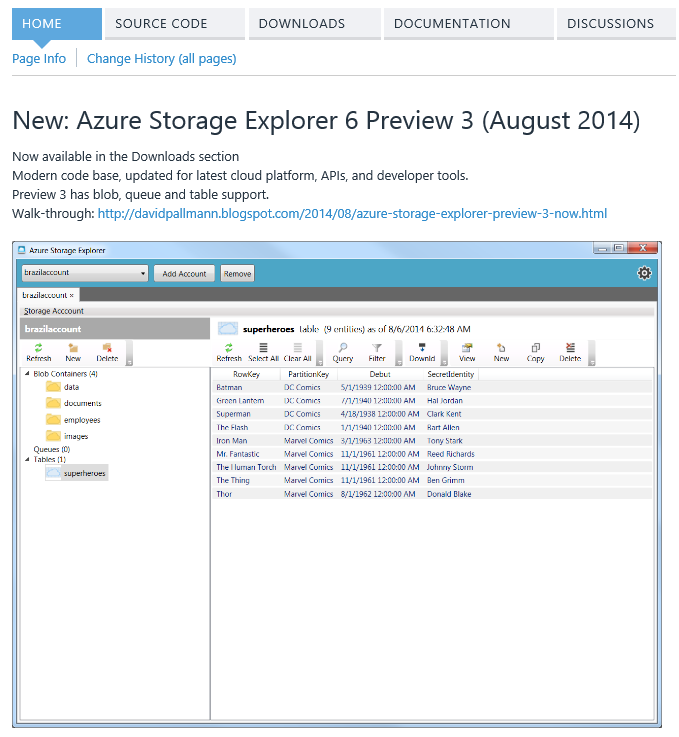 HOME SOURCE CODE DOWNLOADS DOCUMENTATION DISCUSSIONS
Page Info Change History (all pages)
New: Azure Storage Explorer 6 Preview 3 (August 2014)
Now available in the Downloads section
Modern code base, updated for latest cloud platform, APIs, and developer tools.
Preview 3 has blob, queue and table support.
Walk-through: http://davidpallmann.blogspot.com/2014/08/azure-storage-explorer-preview-3-now.html
Azure Storage Explorer
brazilaccount Add Account Remove
brazilaccount ×
Storage Acccount
brazilaccount
Refresh New Delete
Blob Containers (4)
data
documents
employees
images
Queues (0)
Tables (1)
superheroes
superheroes table (9 entities) as of 8/6/2014 6:32:48 AM
Refresh Select All Clear All Query Filter Downld View New Copy Delete
RowKey PartitionKey Debut SecretIdentity
Batman DC Comics 5/1/1939 12:00:00 AM Bruce Wayne
Green Lantern DC Comics 7/1/1940 12:00:00 AM Hal Jordan
Superman DC Comics 4/18/1938 12:00:00 AM Clark Kent
The Flash DC Comics 1/1/1940 12:00:00 AM Bart Allen
Iron Man Marvel Comics 3/1/1963 12:00:00 AM Tony Stark
Mr. Fantastic Marvel Comics 11/1/1961 12:00:00 AM Reed Richards
The Human Torch Marvel Comics 11/1/1961 12:00:00 AM Johnny Storm
The Thing Marvel Comics 11/1/1961 12:00:00 AM Ben Grimm
Thor Marvel Comics 8/1/1962 12:00:00 AM Donald Blake